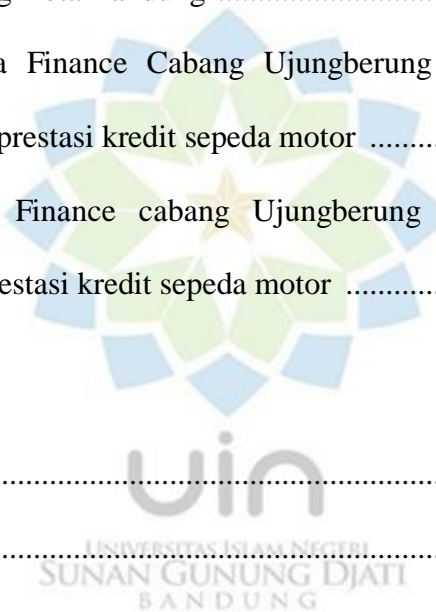 a Finance Cabang Ujungberung
prestasi kredit sepeda motor ..........
Finance cabang Ujungberung
estasi kredit sepeda motor ............
................................................
................................................
uin
UNIVERSITAS ISLAM NEGERI
SUNAN GUNUNG DJATI
BANDUNG